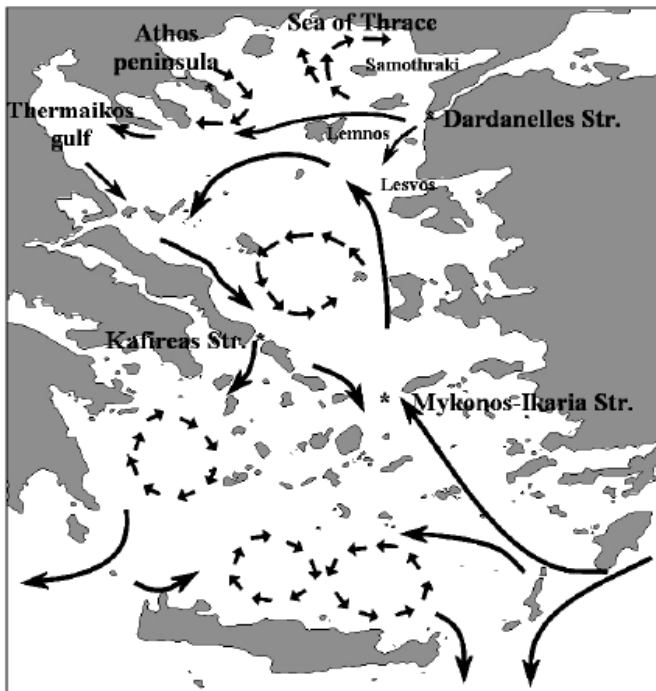 Athos
peninsula
Sea of Thrace
Samothraki
Thermaikos
gulf
Lemnos
Dardanelles Str.
Lesvos
Kafireas Str.
Mykonos-Ikaria Str.